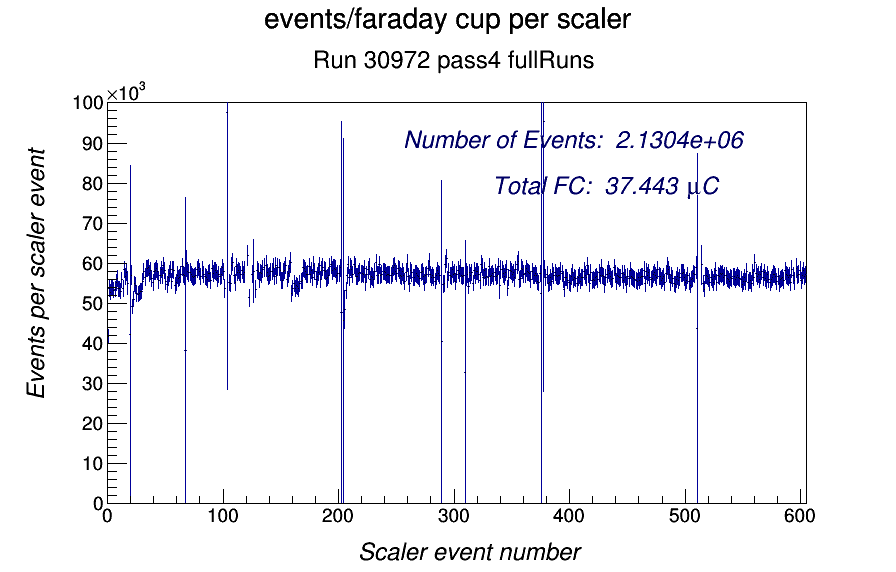 events/faraday cup per scaler
Run 30972 pass4 fullRuns
×10³
100
90
80
70
60
50
40
30
20
10
0
Events per scaler event
Number of Events: 2.1304e+06
Total FC: 37.443 μC
0 100 200 300 400 500 600
Scaler event number